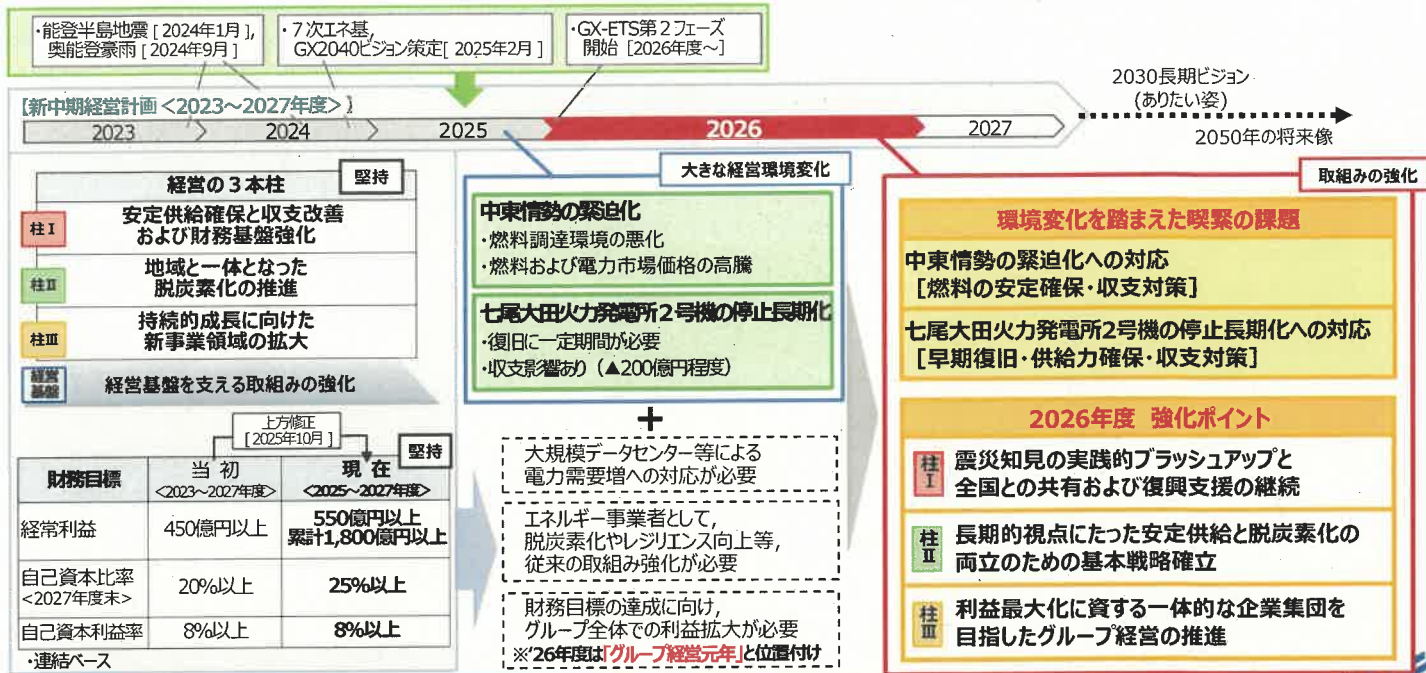 ・能登半島地震 [ 2024年1月 ],
奥能登豪雨 [ 2024年9月 ]
・7次エネ基,
GX2040ビジョン策定[ 2025年2月 ]
・GX-ETS第2フェーズ
開始 [2026年度~]
【新中期経営計画<2023~2027年度>】
2023
2024
2025
2026
2027
2030長期ビジョン
(ありたい姿)
2050年の将来像
経営の3本柱
堅持
柱Ⅰ
安定供給確保と収支改善
および財務基盤強化
柱Ⅱ
地域と一体となった
脱炭素化の推進
柱Ⅲ
持続的成長に向けた
新事業領域の拡大
経営
基盤
経営基盤を支える取組みの強化
上方修正
[2025年10月]
堅持
財務目標
当 初
<2023~2027年度>
現 在
<2025~2027年度>
経常利益
450億円以上
550億円以上
累計1,800億円以上
自己資本比率
<2027年度末>
20%以上
25%以上
自己資本利益率
8%以上
8%以上
・連結ベース
大きな経営環境変化
中東情勢の緊迫化
・燃料調達環境の悪化
・燃料および電力市場価格の高騰
七尾大田火力発電所2号機の停止長期化
・復旧に一定期間が必要
・収支影響あり(▲200億円程度)
+
大規模データセンター等による
電力需要増への対応が必要
エネルギー事業者として,
脱炭素化やレジリエンス向上等,
従来の取組み強化が必要
財務目標の達成に向け,
グループ全体での利益拡大が必要
※'26年度は「グループ経営元年」と位置付け
取組みの強化
環境変化を踏まえた喫緊の課題
中東情勢の緊迫化への対応
[燃料の安定確保・収支対策]
七尾大田火力発電所2号機の停止長期化への対応
[早期復旧・供給力確保・収支対策]
2026年度 強化ポイント
柱Ⅰ
震災知見の実践的ブラッシュアップと
全国との共有および復興支援の継続
柱Ⅱ
長期的視点にたった安定供給と脱炭素化の
両立のための基本戦略確立
柱Ⅲ
利益最大化に資する一体的な企業集団を
目指したグループ経営の推進